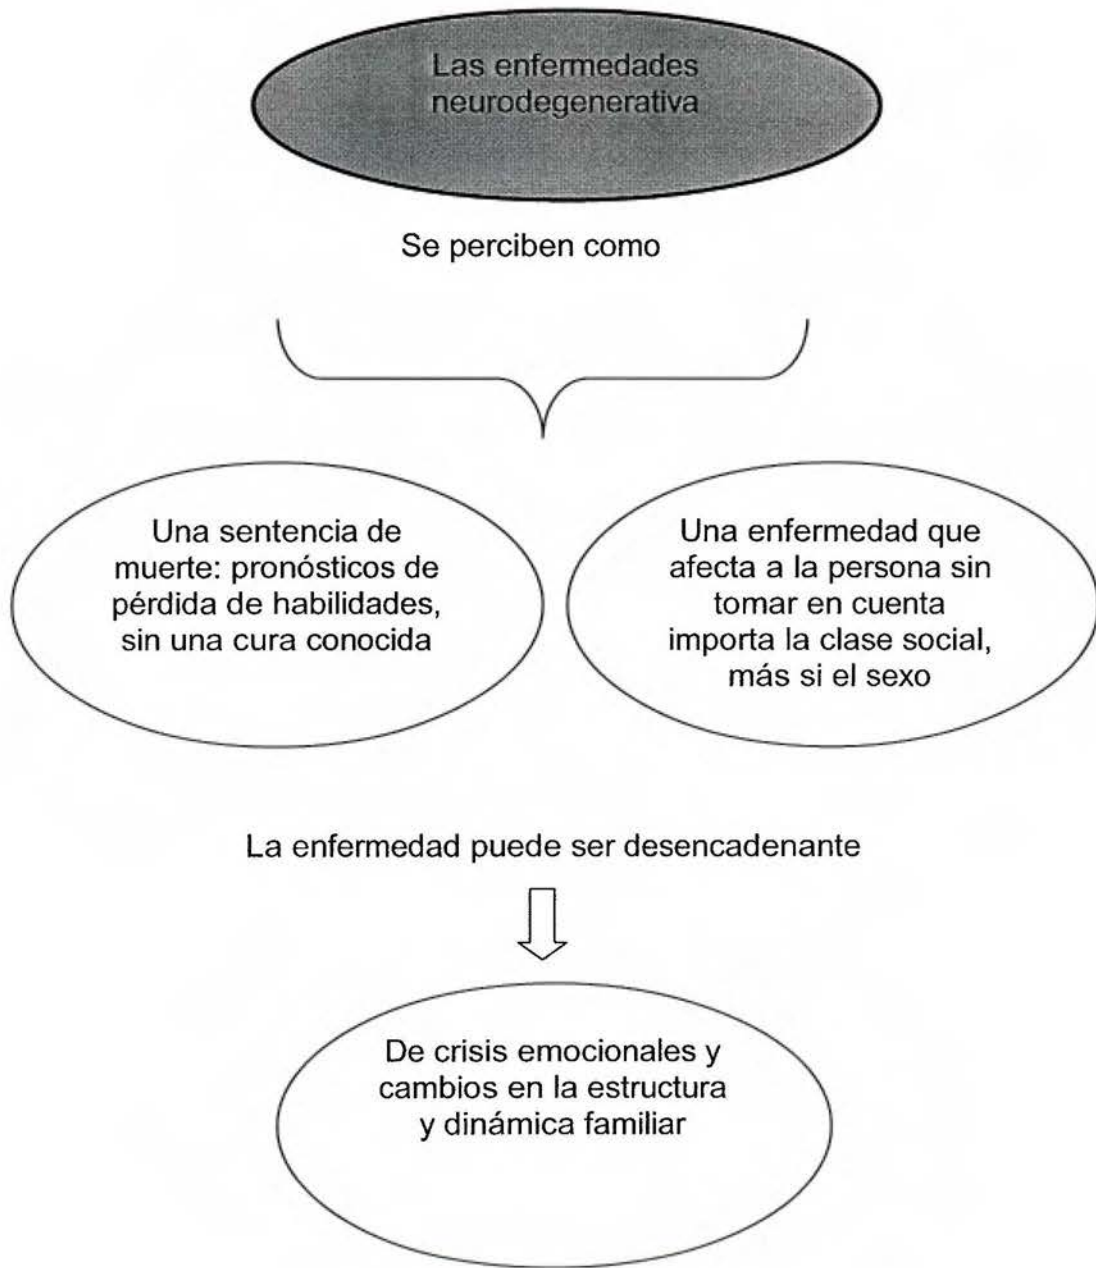 Las enfermedades
neurodegenerativa
Se perciben como
Una sentencia de
muerte: pronósticos de
pérdida de habilidades,
sin una cura conocida
Una enfermedad que
afecta a la persona sin
tomar en cuenta
importa la clase social,
más si el sexo
La enfermedad puede ser desencadenante
De crisis emocionales y
cambios en la estructura
y dinámica familiar